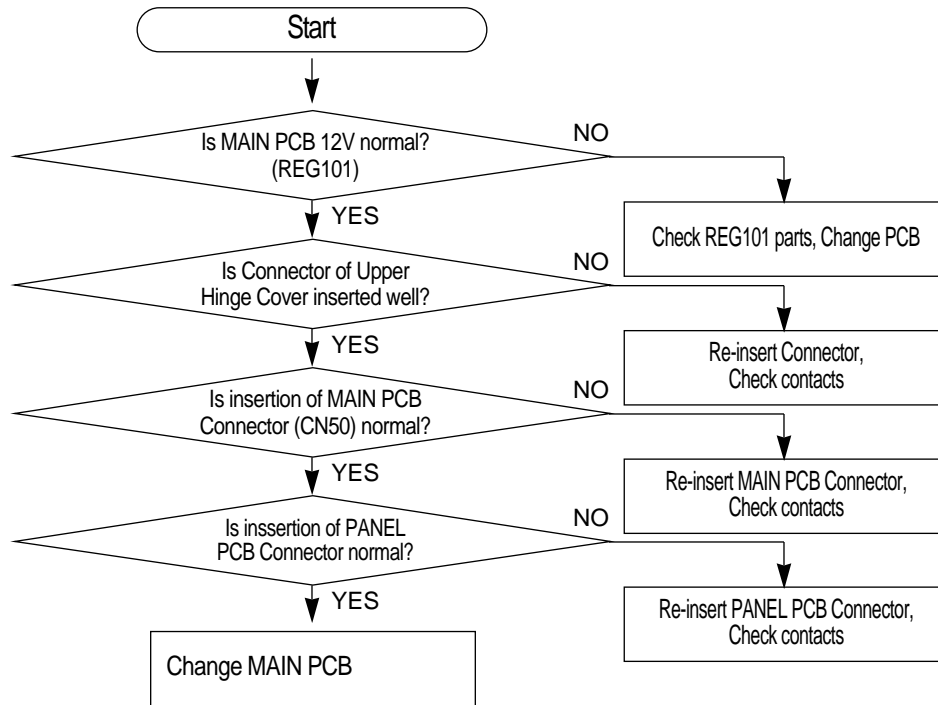 Start
Is MAIN PCB 12V normal?
(REG101)
NO
YES
Check REG101 parts, Change PCB
Is Connector of Upper
Hinge Cover inserted well?
NO
YES
Re-insert Connector,
Check contacts
Is insertion of MAIN PCB
Connector (CN50) normal?
NO
YES
Re-insert MAIN PCB Connector,
Check contacts
Is inssertion of PANEL
PCB Connector normal?
NO
YES
Re-insert PANEL PCB Connector,
Check contacts
Change MAIN PCB